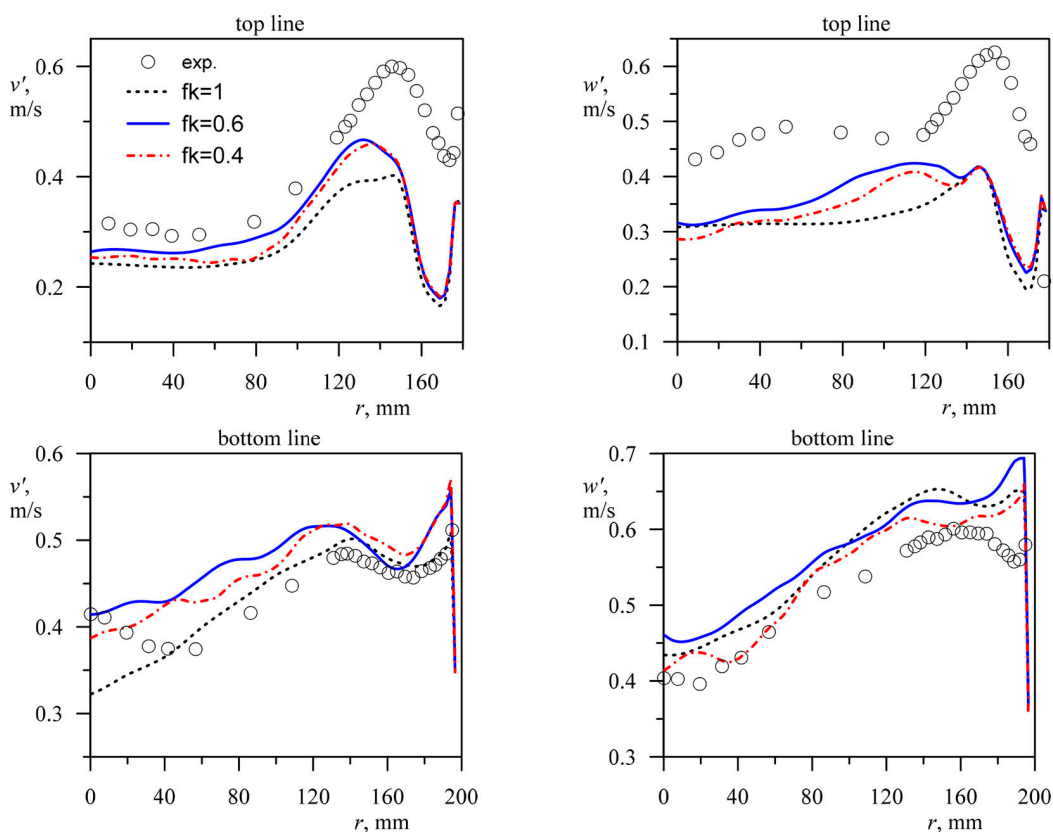 top line
v′,
m/s
0.6
0.4
0.2
exp.
fk=1
fk=0.6
fk=0.4
0 40 80 120 160
r, mm
top line
w′,
m/s
0.6
0.5
0.4
0.3
0.2
0.1
0 40 80 120 160
r, mm
bottom line
v′,
m/s
0.6
0.5
0.4
0.3
0 40 80 120 160 200
r, mm
bottom line
w′,
m/s
0.7
0.6
0.5
0.4
0.3
0 40 80 120 160 200
r, mm